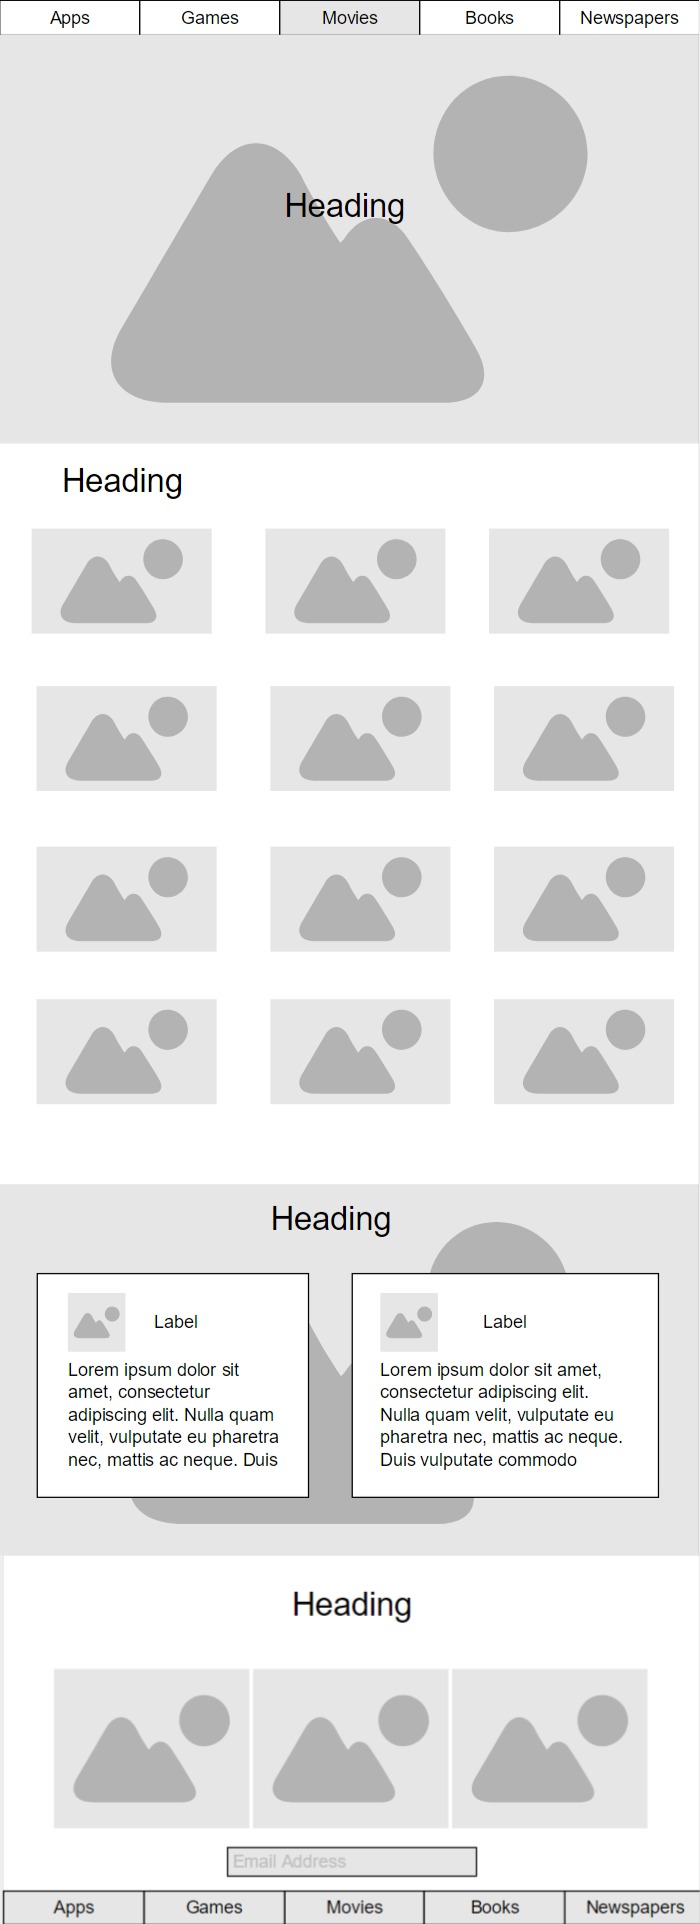 Apps Games Movies Books Newspapers
Heading
Heading
Heading
Label
Lorem ipsum dolor sit
amet, consectetur
adipiscing elit. Nulla quam
velit, vulputate eu pharetra
nec, mattis ac neque. Duis
Label
Lorem ipsum dolor sit amet,
consectetur adipiscing elit.
Nulla quam velit, vulputate eu
pharetra nec, mattis ac neque.
Duis vulputate commodo
Heading
Email Address
Apps Games Movies Books Newspapers